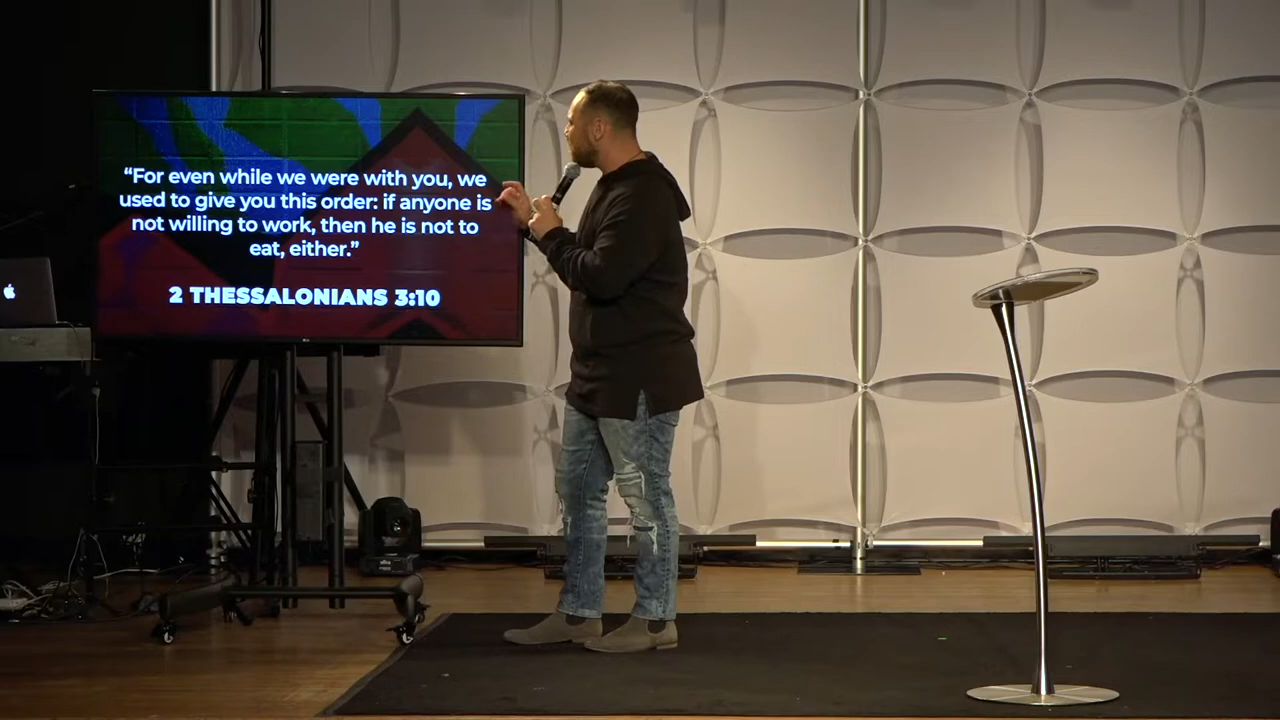 “For even while we were with you, we
used to give you this order: if anyone is
not willing to work, then he is not to
eat, either.”
2 THESSALONIANS 3:10